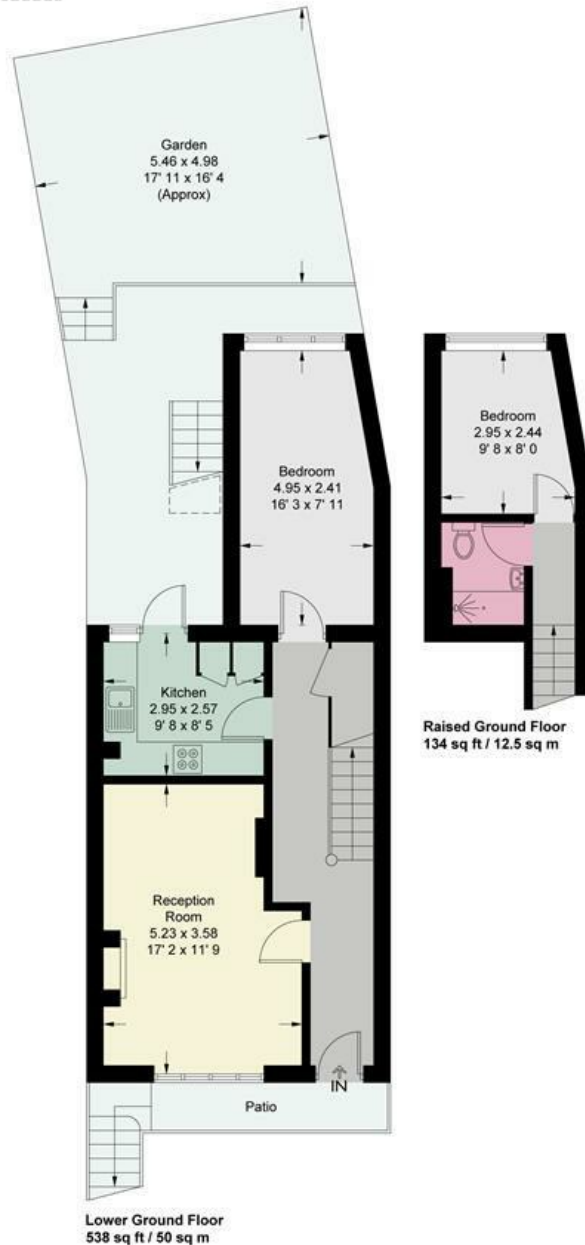 Garden
5.46 x 4.98
17' 11 x 16' 4
(Approx)
Bedroom
4.95 x 2.41
16' 3 x 7' 11
Bedroom
2.95 x 2.44
9' 8 x 8' 0
Kitchen
2.95 x 2.57
9' 8 x 8' 5
Raised Ground Floor
134 sq ft / 12.5 sq m
Reception
Room
5.23 x 3.58
17' 2 x 11' 9
IN
Patio
Lower Ground Floor
538 sq ft / 50 sq m